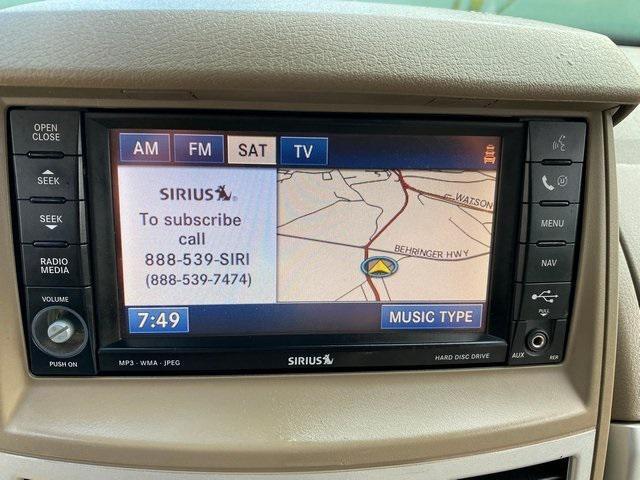 OPEN
CLOSE
SEEK
SEEK
RADIO
MEDIA
VOLUME
PUSH ON
AM FM SAT TV
SIRIUS
To subscribe
call
888-539-SIRI
(888-539-7474)
WATSON
BEHRINGER HWY
7:49
MUSIC TYPE
MP3 · WMA · JPEG
SIRIUS
HARD DISC DRIVE
MENU
NAV
PULL
AUX